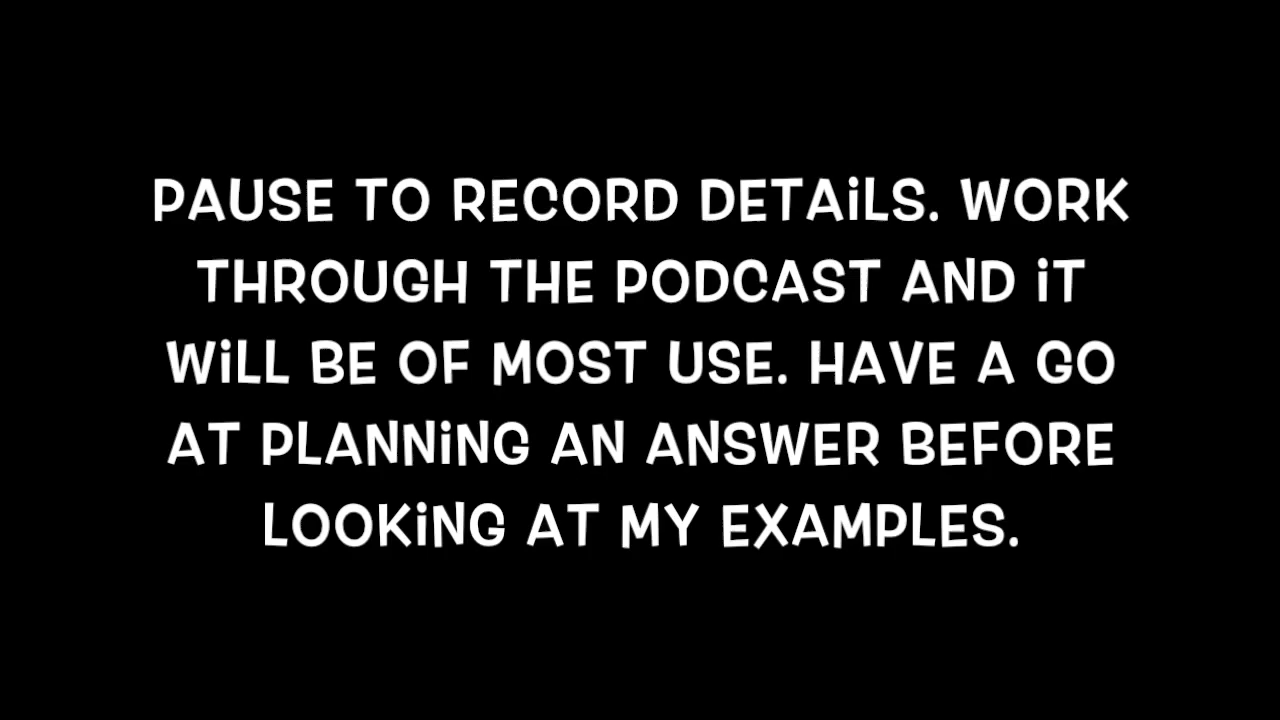 PAUSE TO RECORD DETAiLS. WORK
THROUGH THE PODCAST AND iT
WiLL BE OF MOST USE. HAVE A GO
AT PLANNiNG AN ANSWER BEFORE
LOOKiNG AT MY EXAMPLES.